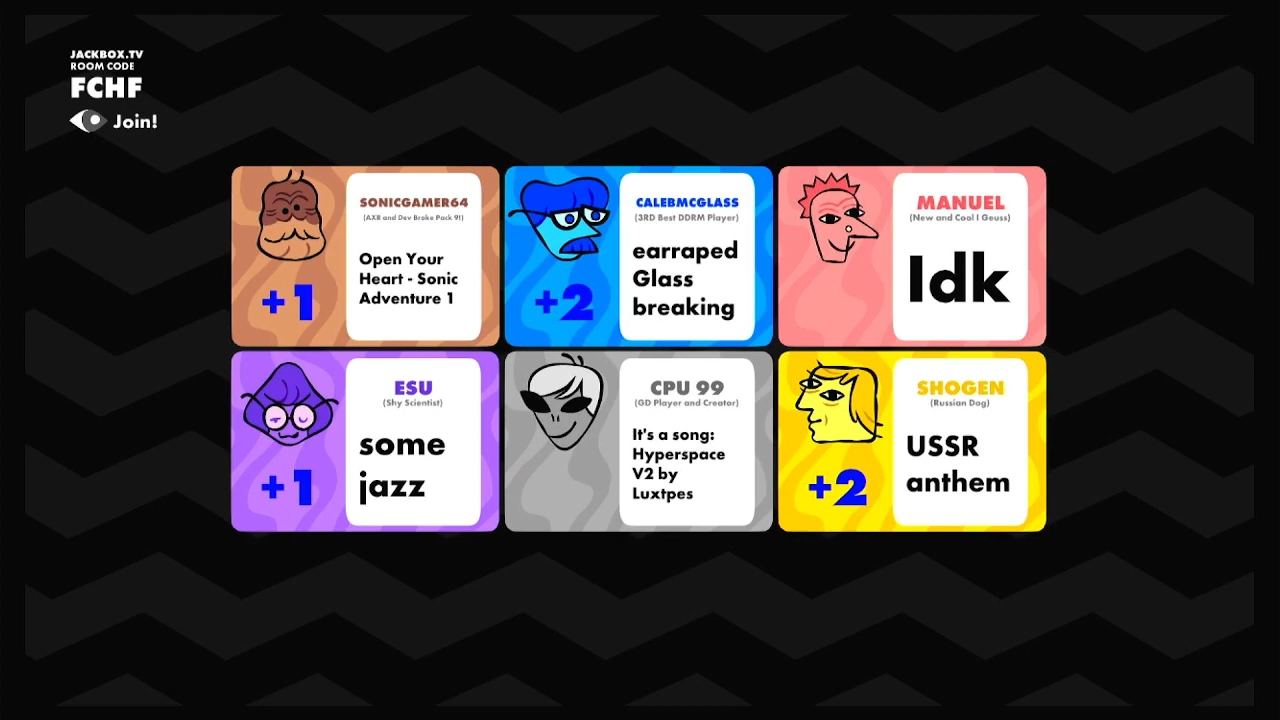 JACKBOX.TV
ROOM CODE
FCHF
Join!
SONICGAMER64
(AXR and Dev Broke Pack 9!)
Open Your
Heart - Sonic
Adventure 1
+1
CALEBMCGLASS
(3RD Best DDRM Player)
earraped
Glass
breaking
+2
MANUEL
(New and Cool I Geuss)
Idk
ESU
(Shy Scientist)
some
jazz
+1
CPU 99
(GD Player and Creator)
It's a song:
Hyperspace
V2 by
Luxtpes
SHOGEN
(Russian Dog)
USSR
anthem
+2